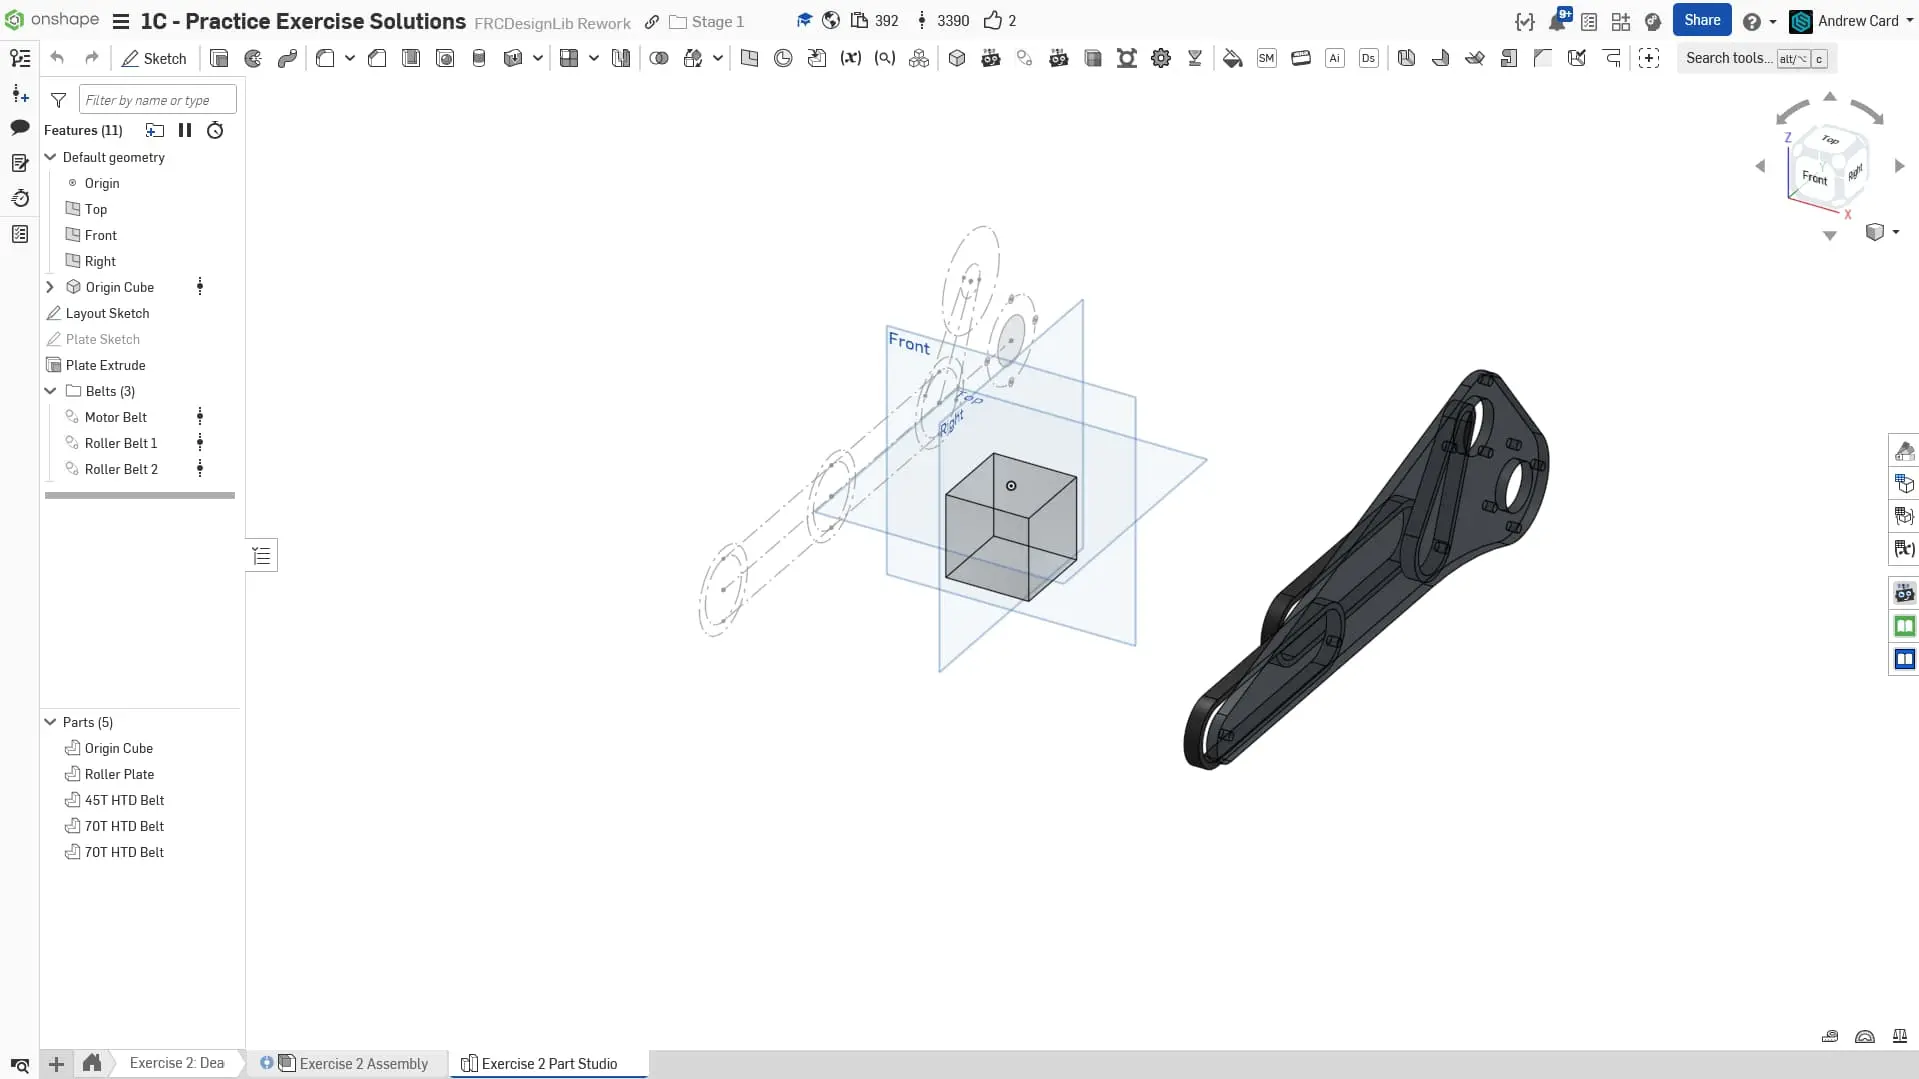 onshape
1C - Practice Exercise Solutions
FRCDesignLib Rework
Stage 1
392
3390
2
9+
Share
Andrew Card
Sketch
SM
Ai
Ds
Search tools... alt/⌥ c
Filter by name or type
Features (11)
Default geometry
Origin
Top
Front
Right
Origin Cube
Layout Sketch
Plate Sketch
Plate Extrude
Belts (3)
Motor Belt
Roller Belt 1
Roller Belt 2
Parts (5)
Origin Cube
Roller Plate
45T HTD Belt
70T HTD Belt
70T HTD Belt
Front
Top
Right
Z
Top
Y
Front
Right
X
Exercise 2: Dea
Exercise 2 Assembly
Exercise 2 Part Studio